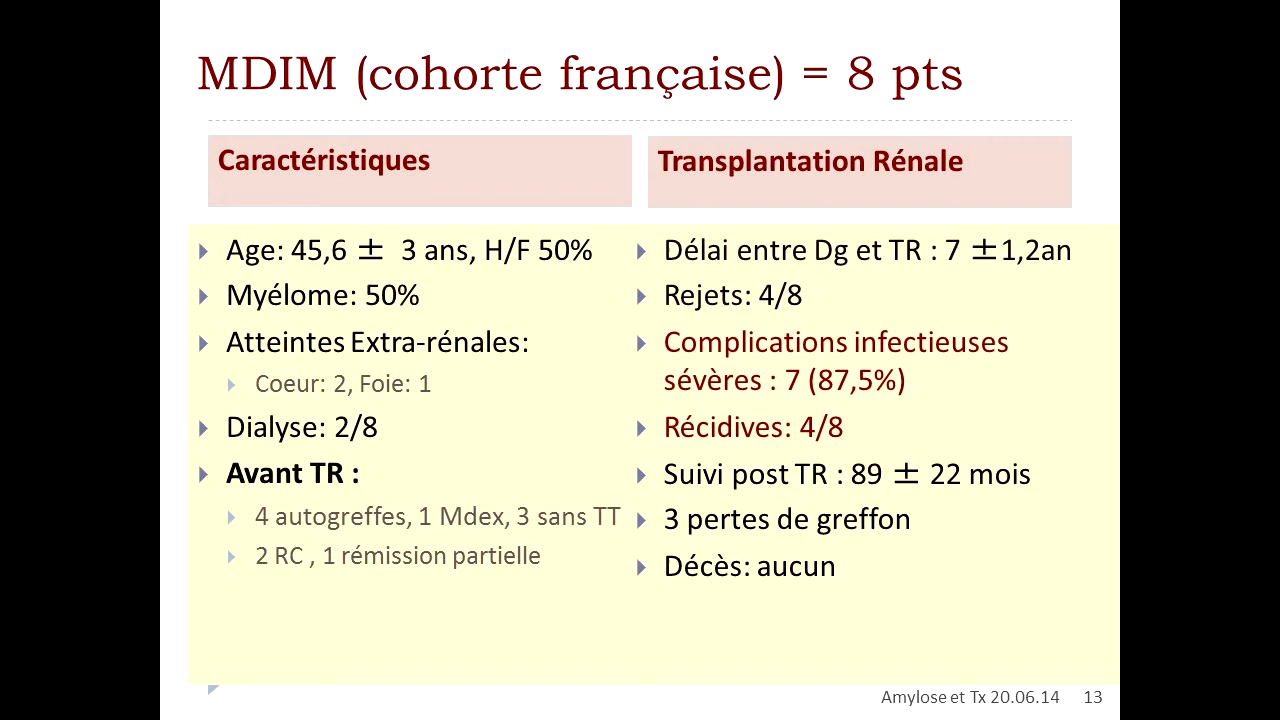 MDIM (cohorte française) = 8 pts
Caractéristiques
Age: 45,6 ± 3 ans, H/F 50%
Myélome: 50%
Atteintes Extra-rénales:
Coeur: 2, Foie: 1
Dialyse: 2/8
Avant TR :
4 autogreffes, 1 Mdex, 3 sans TT
2 RC , 1 rémission partielle
Transplantation Rénale
Délai entre Dg et TR : 7 ±1,2an
Rejets: 4/8
Complications infectieuses
sévères : 7 (87,5%)
Récidives: 4/8
Suivi post TR : 89 ± 22 mois
3 pertes de greffon
Décès: aucun
Amylose et Tx 20.06.14 13